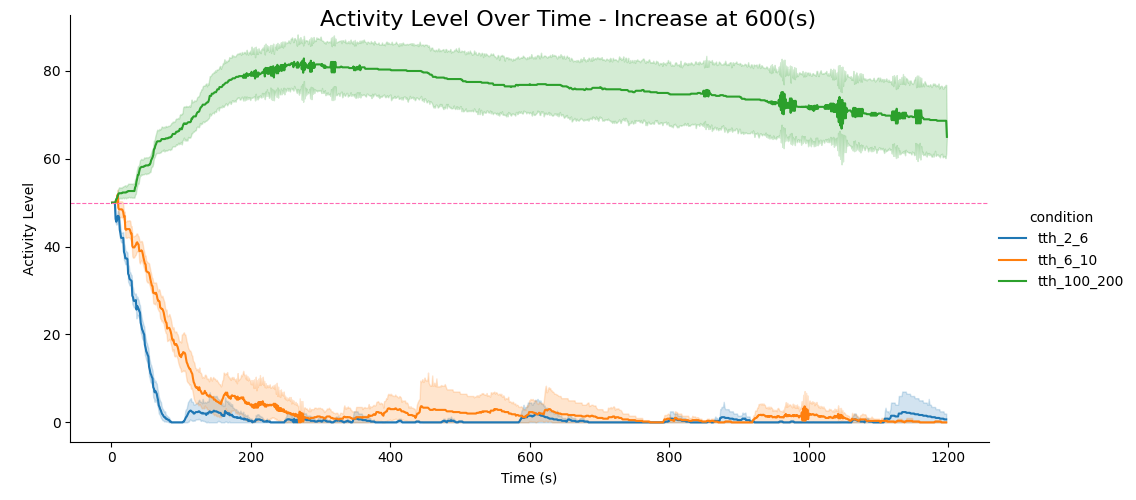 Activity Level Over Time - Increase at 600(s)
80
60
40
20
0
Activity Level
0 200 400 600 800 1000 1200
Time (s)
condition
tth_2_6
tth_6_10
tth_100_200